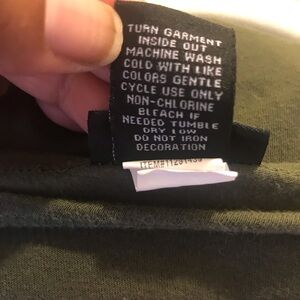 TURN GARMENT
INSIDE OUT
MACHINE WASH
COLD WITH LIKE
COLORS GENTLE
CYCLE USE ONLY
NON-CHLORINE
BLEACH IF
NEEDED TUMBLE
DRY LOW
DO NOT IRON
DECORATION